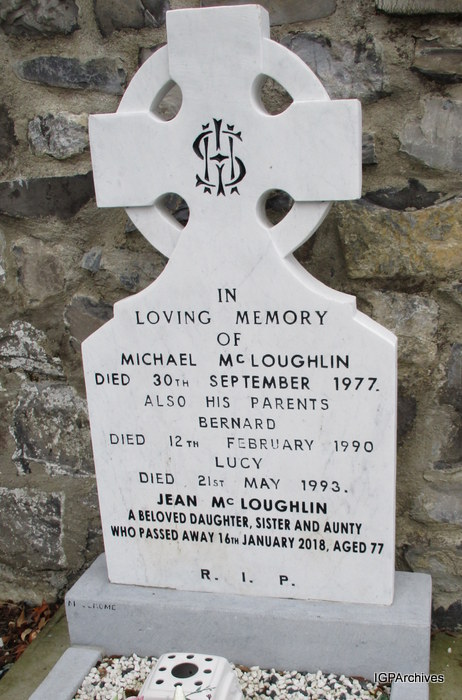 IHS
IN
LOVING MEMORY
OF
MICHAEL McLOUGHLIN
DIED 30TH SEPTEMBER 1977.
ALSO HIS PARENTS
BERNARD
DIED 12TH FEBRUARY 1990
LUCY
DIED 21ST MAY 1993.
JEAN Mc LOUGHLIN
A BELOVED DAUGHTER, SISTER AND AUNTY
WHO PASSED AWAY 16TH JANUARY 2018, AGED 77
R. I. P.
IGPArchives